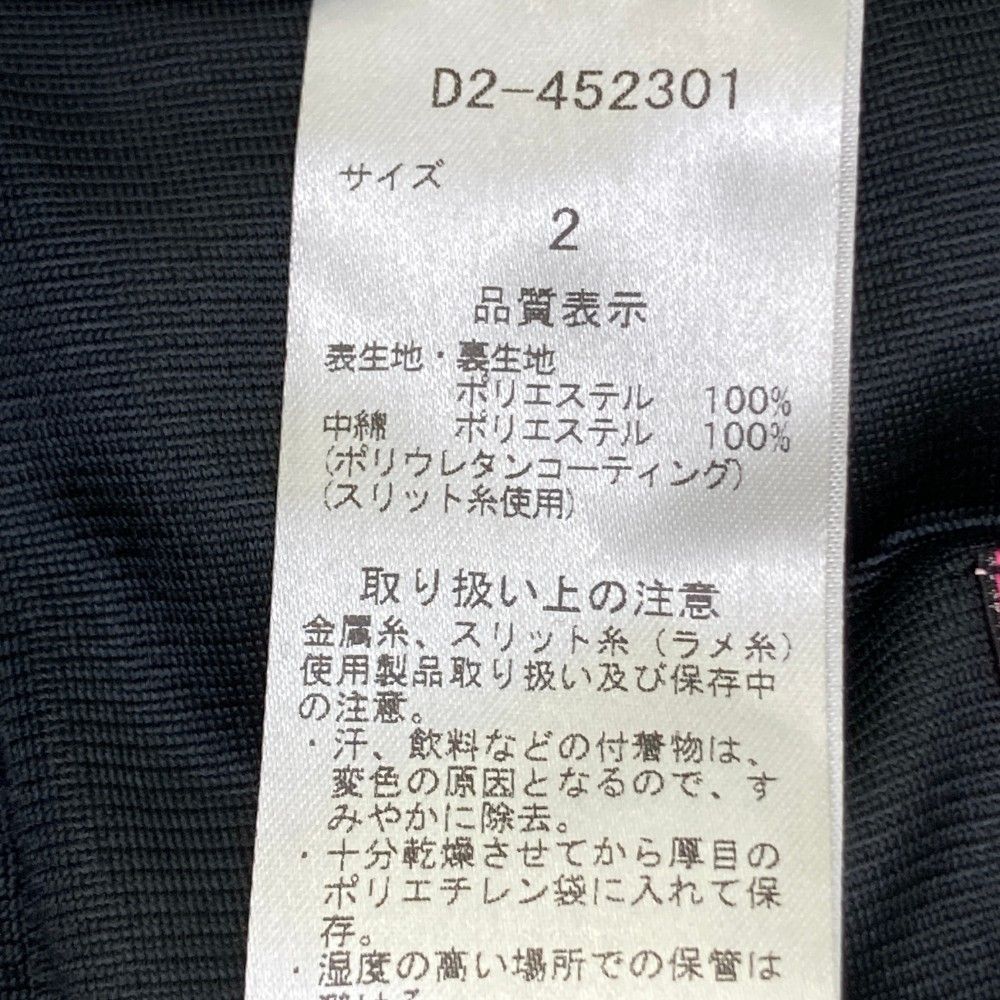 D2-452301
サイズ
2
品質表示
表生地・裏生地
ポリエステル 100%
中綿 ポリエステル 100%
(ポリウレタンコーティング)
(スリット糸使用)
取り扱い上の注意
金属糸、スリット糸(ラメ糸)
使用製品取り扱い及び保存中
の注意。
・汗、飲料などの付着物は、
変色の原因となるので、す
みやかに除去。
・十分乾燥させてから厚目の
ポリエチレン袋に入れて保
存。
・湿度の高い場所での保管は